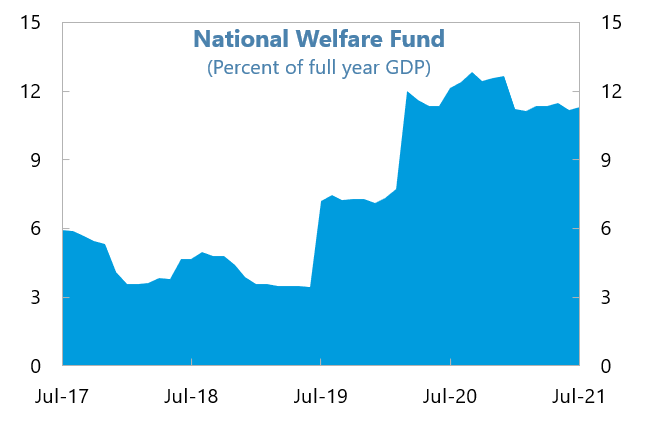 National Welfare Fund
(Percent of full year GDP)
15 15
12 12
9 9
6 6
3 3
0 0
Jul-17 Jul-18 Jul-19 Jul-20 Jul-21